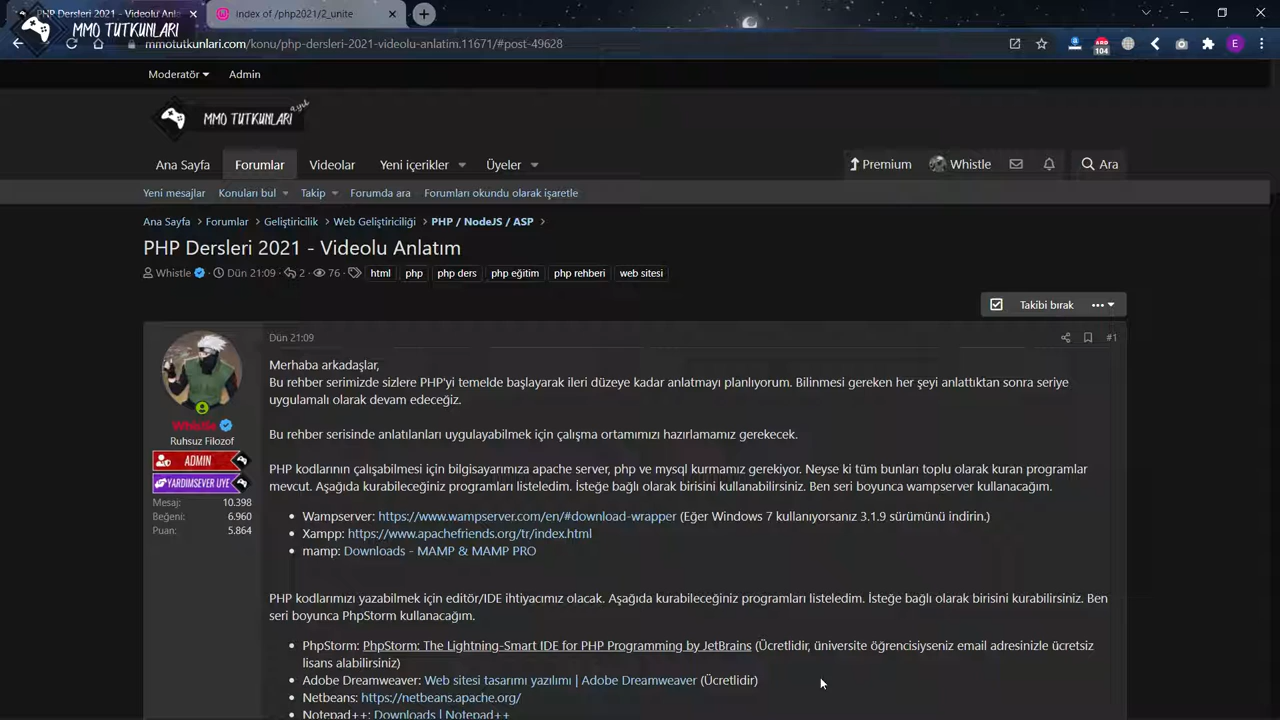 PHP Dersleri 2021 - Videolu Anla
Index of /php2021/2_unite
MMO TUTKUNLARI
mmotutkunlari.com/konu/php-dersleri-2021-videolu-anlatim.11671/#post-49628
104
E
Moderatör
Admin
MMO TUTKUNLARI
Ana Sayfa
Forumlar
Videolar
Yeni içerikler
Üyeler
Premium
Whistle
Ara
Yeni mesajlar
Konuları bul
Takip
Forumda ara
Forumları okundu olarak işaretle
Ana Sayfa > Forumlar > Geliştiricilik > Web Geliştiriciliği > PHP / NodeJS / ASP >
PHP Dersleri 2021 - Videolu Anlatım
Whistle Dün 21:09 2 76 html php php ders php eğitim php rehberi web sitesi
Takibi bırak
Dün 21:09
#1
Whistle
Ruhsuz Filozof
ADMIN
YARDIMSEVER ÜYE
Mesaj: 10.398
Beğeni: 6.960
Puan: 5.864
Merhaba arkadaşlar,
Bu rehber serimizde sizlere PHP'yi temelde başlayarak ileri düzeye kadar anlatmayı planlıyorum. Bilinmesi gereken her şeyi anlattıktan sonra seriye
uygulamalı olarak devam edeceğiz.
Bu rehber serisinde anlatılanları uygulayabilmek için çalışma ortamımızı hazırlamamız gerekecek.
PHP kodlarının çalışabilmesi için bilgisayarımıza apache server, php ve mysql kurmamız gerekiyor. Neyse ki tüm bunları toplu olarak kuran programlar
mevcut. Aşağıda kurabileceğiniz programları listeledim. İsteğe bağlı olarak birisini kullanabilirsiniz. Ben seri boyunca wampserver kullanacağım.
• Wampserver: https://www.wampserver.com/en/#download-wrapper (Eğer Windows 7 kullanıyorsanız 3.1.9 sürümünü indirin.)
• Xampp: https://www.apachefriends.org/tr/index.html
• mamp: Downloads - MAMP & MAMP PRO
PHP kodlarımızı yazabilmek için editör/IDE ihtiyacımız olacak. Aşağıda kurabileceğiniz programları listeledim. İsteğe bağlı olarak birisini kurabilirsiniz. Ben
seri boyunca PhpStorm kullanacağım.
• PhpStorm: PhpStorm: The Lightning-Smart IDE for PHP Programming by JetBrains (Ücretlidir, üniversite öğrencisiyseniz email adresinizle ücretsiz
lisans alabilirsiniz)
• Adobe Dreamweaver: Web sitesi tasarımı yazılımı | Adobe Dreamweaver (Ücretlidir)
• Netbeans: https://netbeans.apache.org/
• Notepad++: Downloads | Notepad++